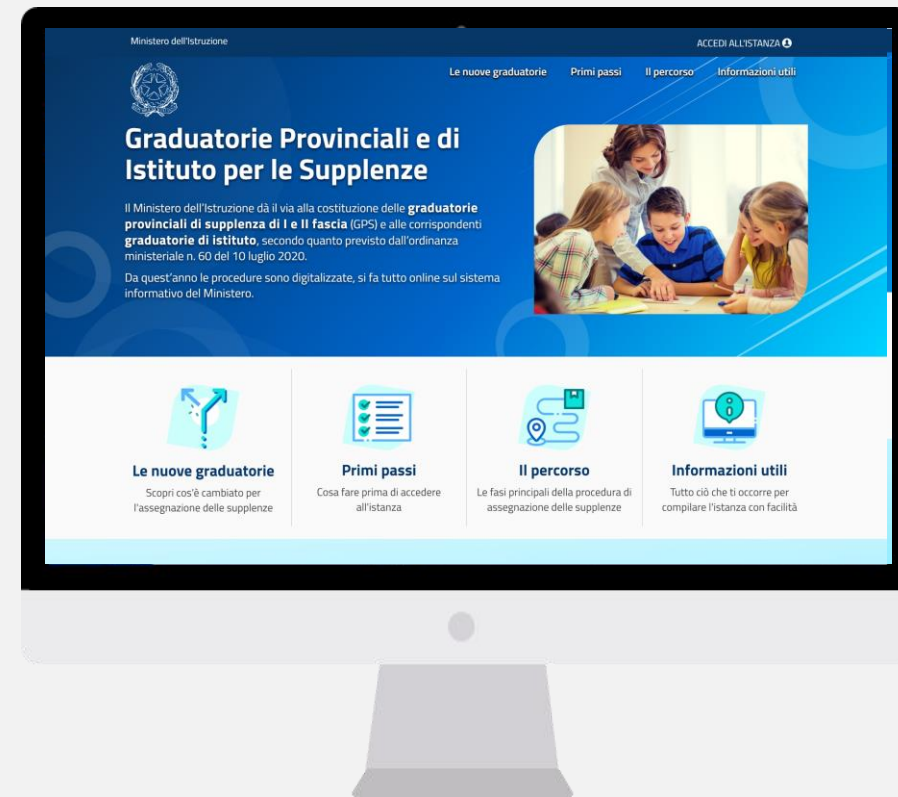 Ministero dell'Istruzione
ACCEDI ALL'ISTANZA
Le nuove graduatorie
Primi passi
Il percorso
Informazioni utili
Graduatorie Provinciali e di
Istituto per le Supplenze
Il Ministero dell'Istruzione dà il via alla costituzione delle graduatorie
provinciali di supplenza di I e II fascia (GPS) e alle corrispondenti
graduatorie di istituto, secondo quanto previsto dall'ordinanza
ministeriale n. 60 del 10 luglio 2020.
Da quest'anno le procedure sono digitalizzate, si fa tutto online sul sistema
informativo del Ministero.
Le nuove graduatorie
Scopri cos'è cambiato per
l'assegnazione delle supplenze
Primi passi
Cosa fare prima di accedere
all'istanza
Il percorso
Le fasi principali della procedura di
assegnazione delle supplenze
Informazioni utili
Tutto ciò che ti occorre per
compilare l'istanza con facilità